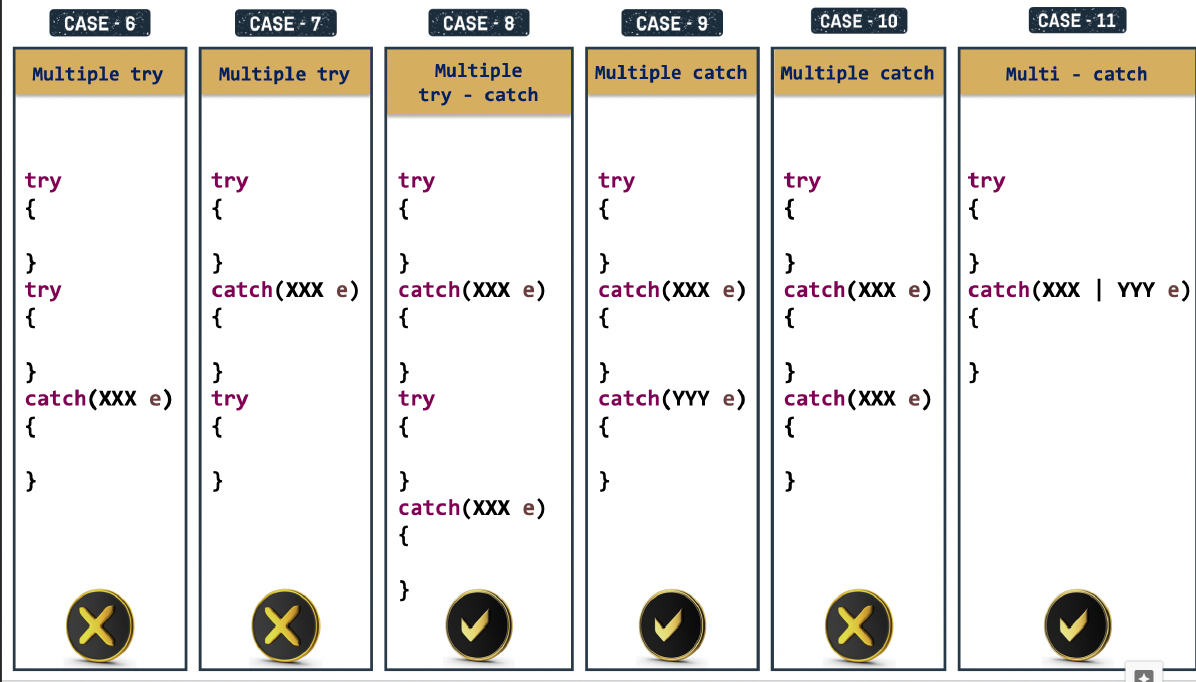 CASE - 6
Multiple try
try
{
}
try
{
}
catch(XXX e)
{
}
CASE - 7
Multiple try
try
{
}
catch(XXX e)
{
}
try
{
}
CASE - 8
Multiple
try - catch
try
{
}
catch(XXX e)
{
}
try
{
}
catch(XXX e)
{
}
CASE - 9
Multiple catch
try
{
}
catch(XXX e)
{
}
catch(YYY e)
{
}
CASE - 10
Multiple catch
try
{
}
catch(XXX e)
{
}
catch(XXX e)
{
}
CASE - 11
Multi - catch
try
{
}
catch(XXX | YYY e)
{
}